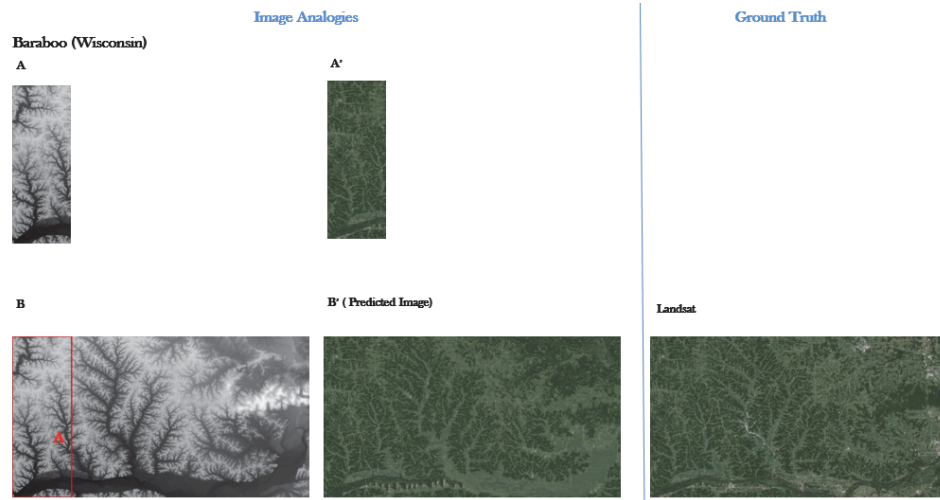 Image Analogies
Ground Truth
Baraboo (Wisconsin)
A
A'
B
B' ( Predicted Image)
Landsat
A